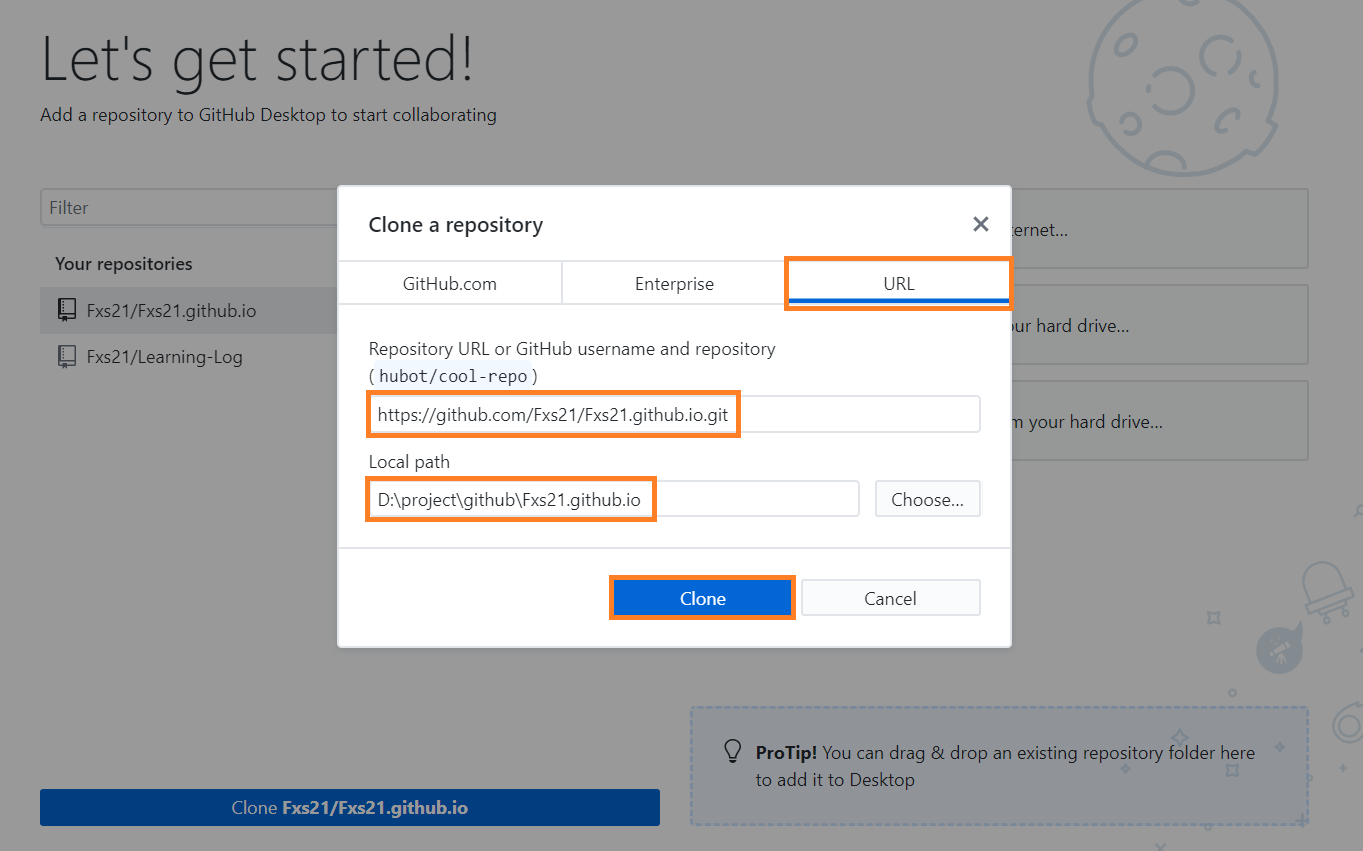 Let's get started!
Add a repository to GitHub Desktop to start collaborating
Filter
Your repositories
Fxs21/Fxs21.github.io
Fxs21/Learning-Log
Clone a repository
GitHub.com
Enterprise
URL
Repository URL or GitHub username and repository
(hubot/cool-repo)
https://github.com/Fxs21/Fxs21.github.io.git
Local path
D:\project\github\Fxs21.github.io
Choose...
Clone
Cancel
ternet...
ur hard drive...
m your hard drive...
ProTip! You can drag & drop an existing repository folder here
to add it to Desktop
Clone Fxs21/Fxs21.github.io